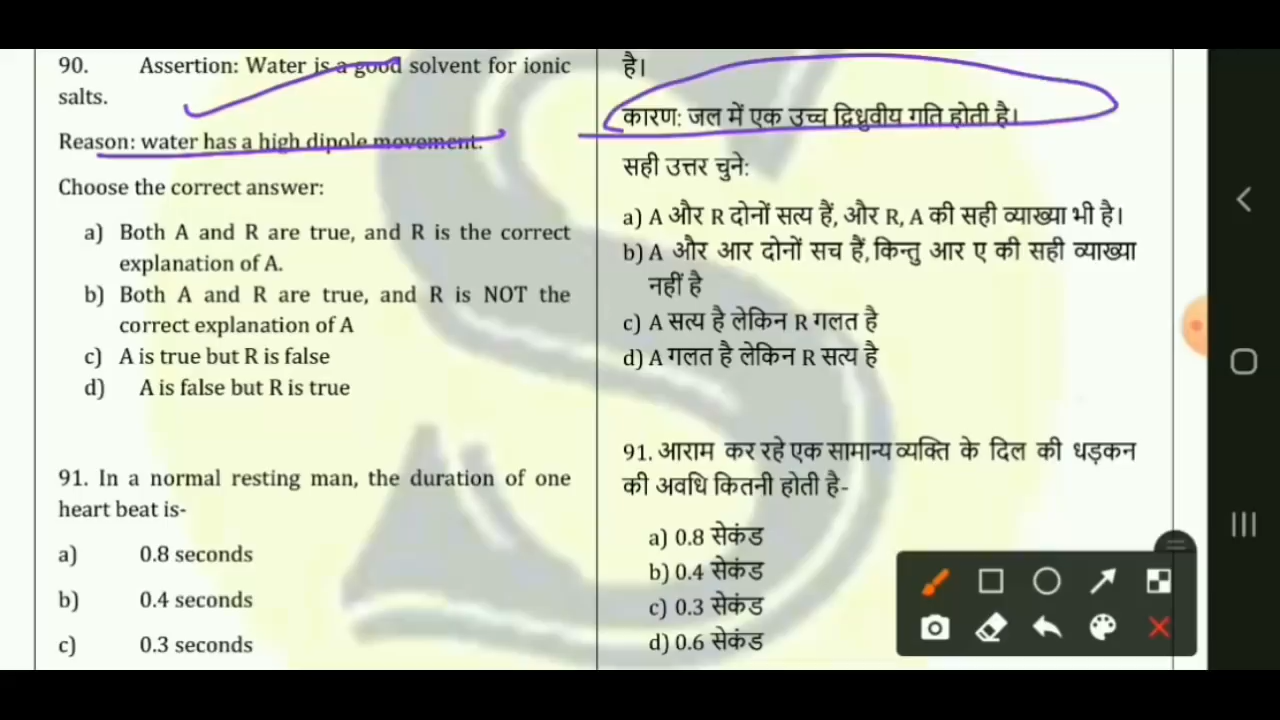 90. Assertion: Water is a good solvent for ionic
salts.
Reason: water has a high dipole movement.
Choose the correct answer:
a) Both A and R are true, and R is the correct
explanation of A.
b) Both A and R are true, and R is NOT the
correct explanation of A
c) A is true but R is false
d) A is false but R is true
91. In a normal resting man, the duration of one
heart beat is-
a) 0.8 seconds
b) 0.4 seconds
c) 0.3 seconds
है।
कारण: जल में एक उच्च द्विध्रुवीय गति होती है।
सही उत्तर चुने:
a) A और R दोनों सत्य हैं, और R, A की सही व्याख्या भी है।
b) A और आर दोनों सच हैं, किन्तु आर ए की सही व्याख्या
नहीं है
c) A सत्य है लेकिन R गलत है
d) A गलत है लेकिन R सत्य है
91. आराम कर रहे एक सामान्य व्यक्ति के दिल की धड़कन
की अवधि कितनी होती है-
a) 0.8 सेकंड
b) 0.4 सेकंड
c) 0.3 सेकंड
d) 0.6 सेकंड